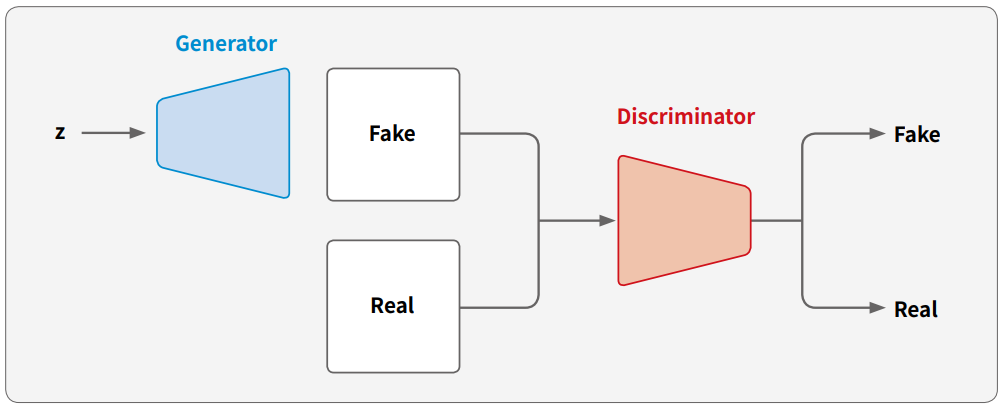 Generator
z
Fake
Real
Discriminator
Fake
Real